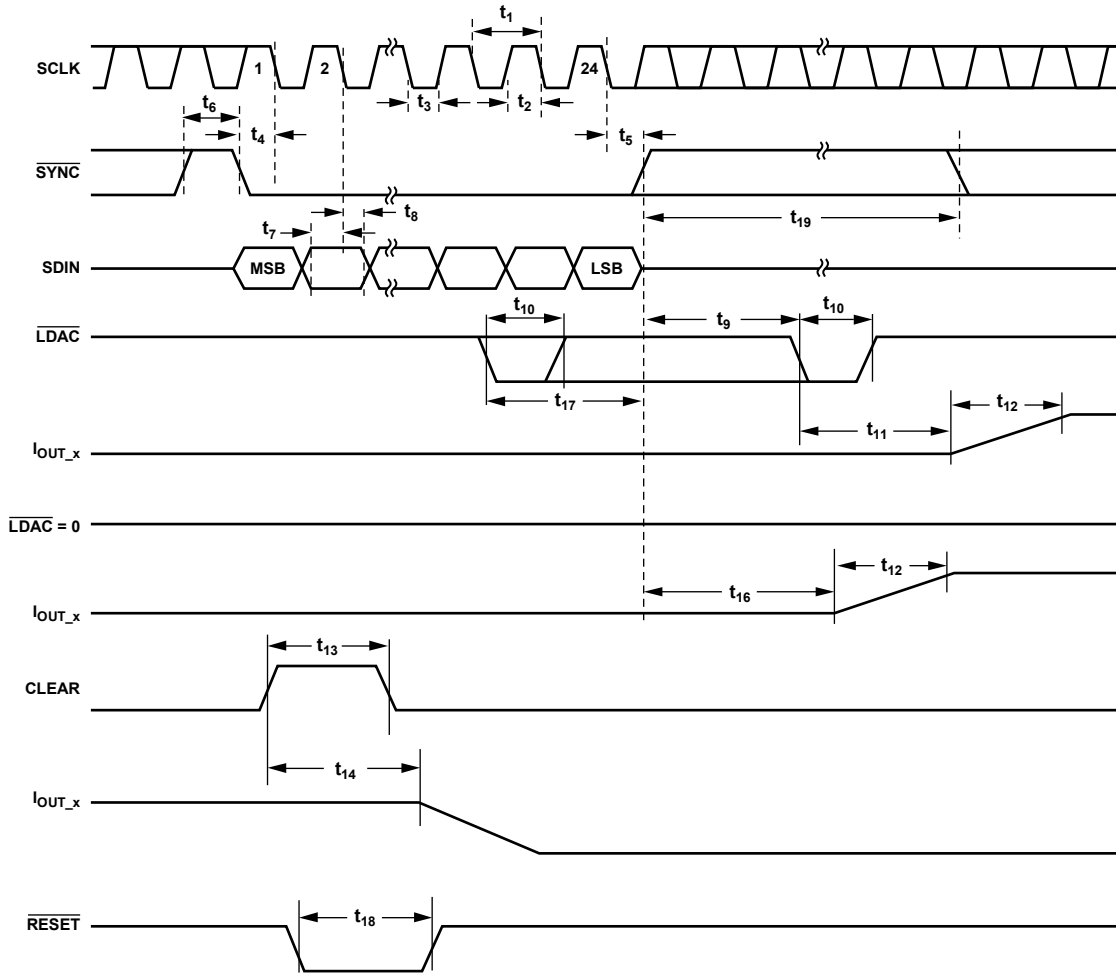 t1
SCLK
1
2
24
t3
t2
t6
t4
t5
SYNC
t19
t7
t8
SDIN
MSB
LSB
t10
t9
t10
LDAC
t17
t12
t11
IOUT_x
LDAC = 0
t12
t16
IOUT_x
t13
CLEAR
t14
IOUT_x
t18
RESET